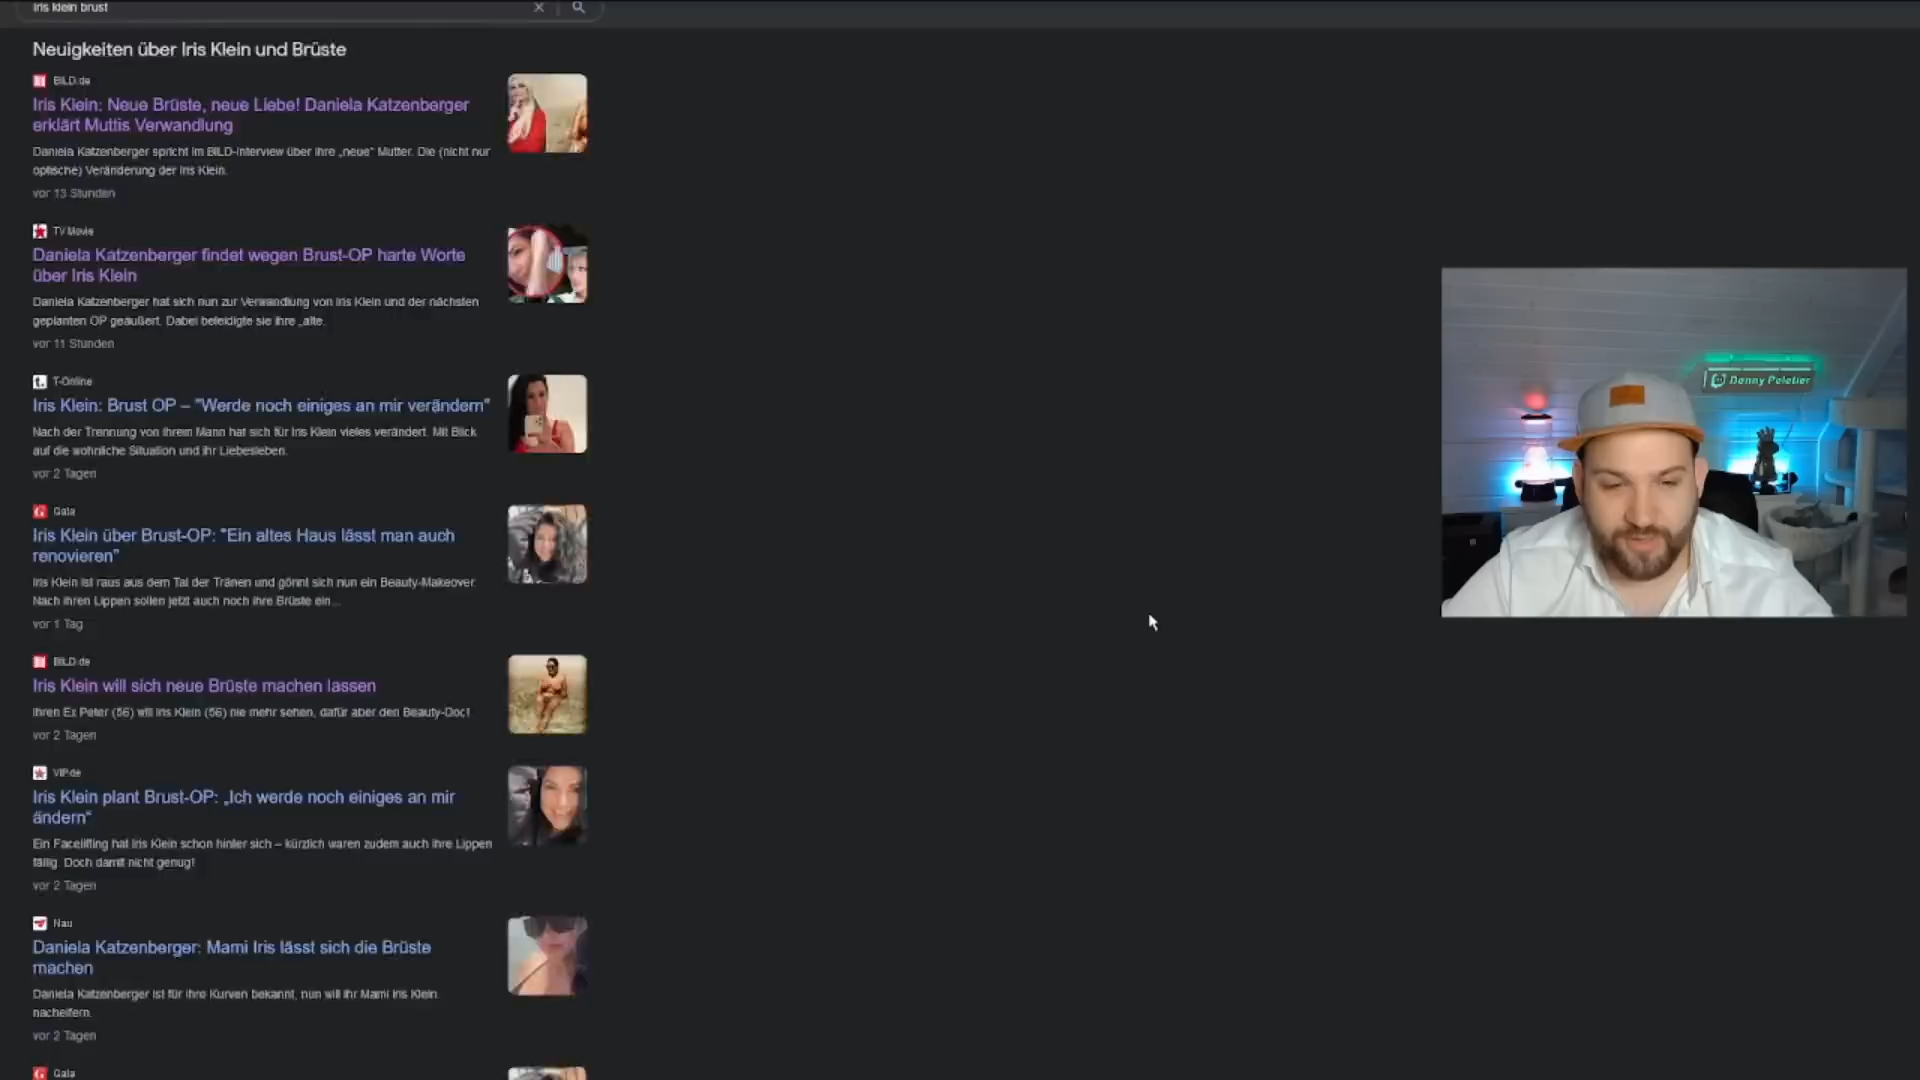 iris klein brust
Neuigkeiten über Iris Klein und Brüste
BILD.de
Iris Klein: Neue Brüste, neue Liebe! Daniela Katzenberger
erklärt Muttis Verwandlung
Daniela Katzenberger spricht im BILD-Interview über ihre „neue“ Mutter. Die (nicht nur
optische) Veränderung der Iris Klein.
vor 13 Stunden
TV Movie
Daniela Katzenberger findet wegen Brust-OP harte Worte
über Iris Klein
Daniela Katzenberger hat sich nun zur Verwandlung von Iris Klein und der nächsten
geplanten OP geäußert. Dabei beleidigte sie ihre „alte.
vor 11 Stunden
T-Online
Iris Klein: Brust OP – "Werde noch einiges an mir verändern"
Nach der Trennung von ihrem Mann hat sich für Iris Klein vieles verändert. Mit Blick
auf die wohnliche Situation und ihr Liebesleben.
vor 2 Tagen
Gala
Iris Klein über Brust-OP: "Ein altes Haus lässt man auch
renovieren"
Iris Klein ist raus aus dem Tal der Tränen und gönnt sich nun ein Beauty-Makeover.
Nach ihren Lippen sollen jetzt auch noch ihre Brüste ein...
vor 1 Tag
BILD.de
Iris Klein will sich neue Brüste machen lassen
Ihren Ex Peter (56) will Iris Klein (56) nie mehr sehen, dafür aber den Beauty-Doc!
vor 2 Tagen
VIP.de
Iris Klein plant Brust-OP: „Ich werde noch einiges an mir
ändern“
Ein Facelifting hat Iris Klein schon hinter sich – kürzlich waren zudem auch ihre Lippen
fällig. Doch damit nicht genug!
vor 2 Tagen
Nau
Daniela Katzenberger: Mami Iris lässt sich die Brüste
machen
Daniela Katzenberger ist für ihre Kurven bekannt, nun will ihr Mami Iris Klein
nacheifern.
vor 2 Tagen
Gala
Denny Peletier